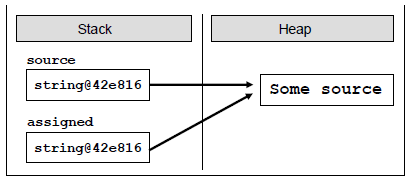 Stack
Heap
source
string@42e816
Some source
assigned
string@42e816